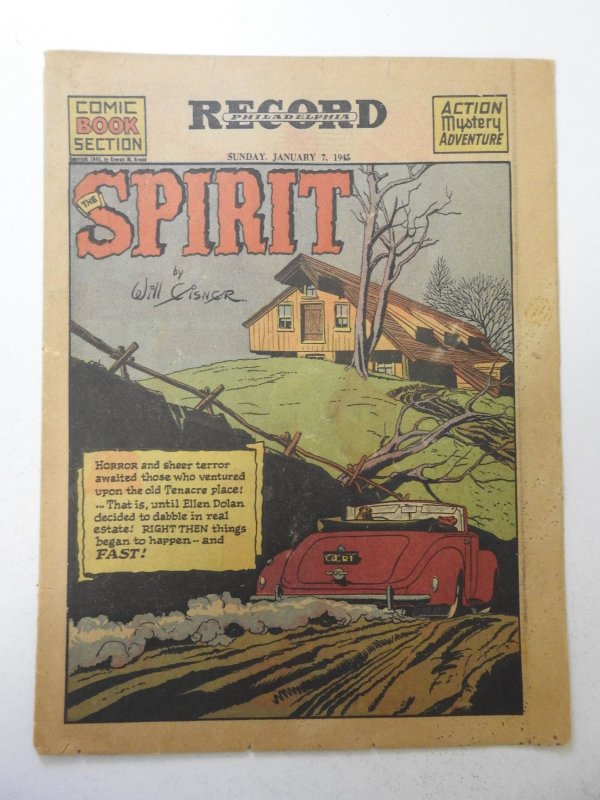 COMIC
BOOK
SECTION
RECORD
PHILADELPHIA
ACTION
Mystery
ADVENTURE
SUNDAY, JANUARY 7, 1945
THE
SPIRIT
by
Will Eisner
HORROR and sheer terror
awaited those who ventured
upon the old Tenacre place!
...That is, until Ellen Dolan
decided to dabble in real
estate! RIGHT THEN things
began to happen-- and
FAST!